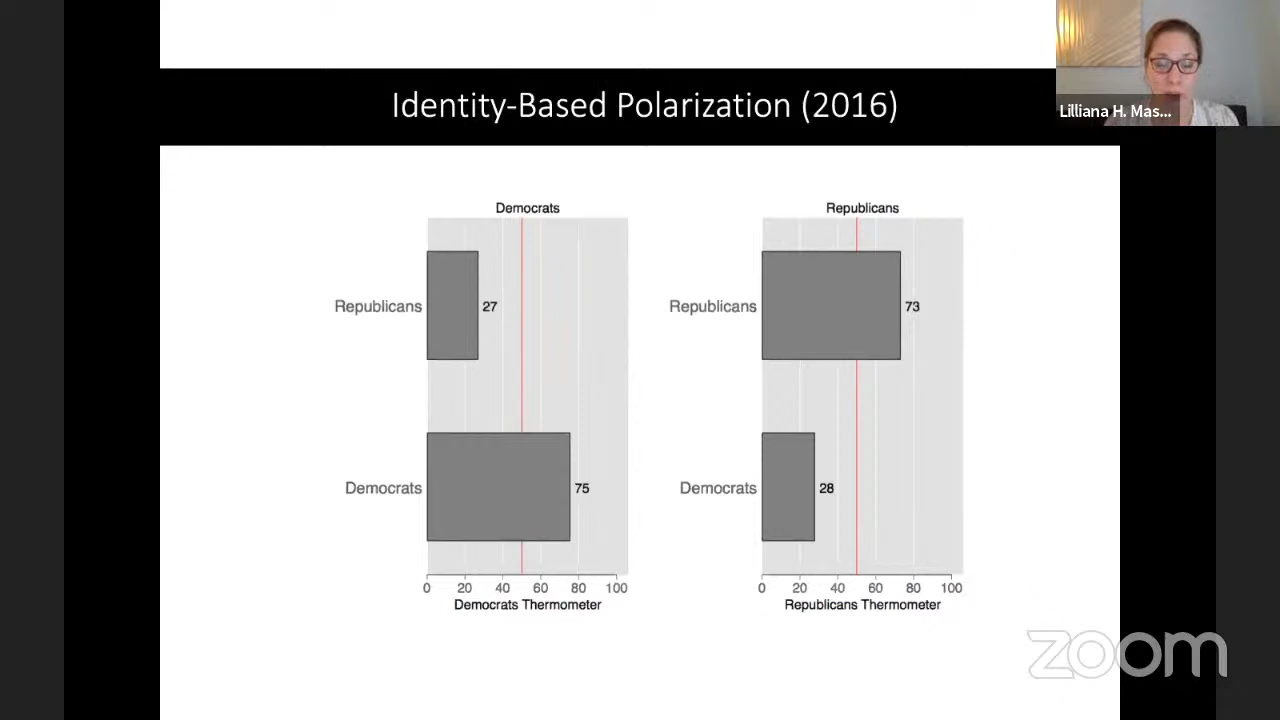 Identity-Based Polarization (2016)
Lilliana H. Mas...
Democrats
Republicans
27
Democrats
75
0 20 40 60 80 100
Democrats Thermometer
Republicans
Republicans
73
Democrats
28
0 20 40 60 80 100
Republicans Thermometer
zoom